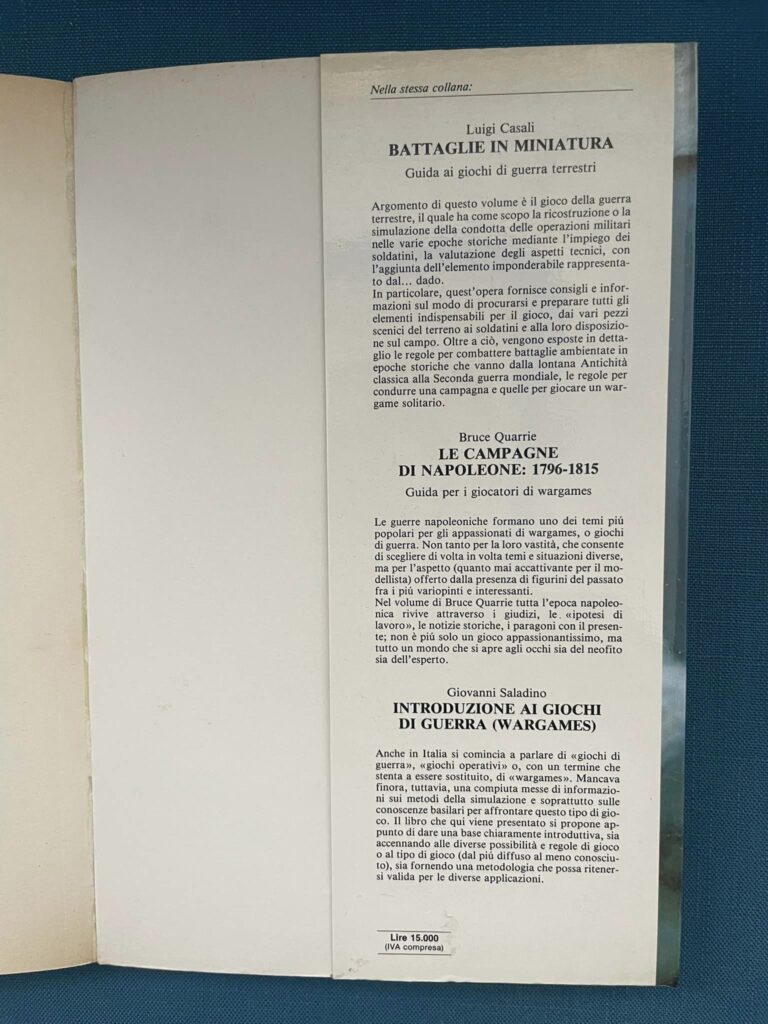 Nella stessa collana:
Luigi Casali
BATTAGLIE IN MINIATURA
Guida ai giochi di guerra terrestri
Argomento di questo volume è il gioco della guerra
terrestre, il quale ha come scopo la ricostruzione o la
simulazione della condotta delle operazioni militari
nelle varie epoche storiche mediante l'impiego dei
soldatini, la valutazione degli aspetti tecnici, con
l'aggiunta dell'elemento imponderabile rappresenta-
to dal... dado.
In particolare, quest'opera fornisce consigli e infor-
mazioni sul modo di procurarsi e preparare tutti gli
elementi indispensabili per il gioco, dai vari pezzi
scenici del terreno ai soldatini e alla loro disposizio-
ne sul campo. Oltre a ciò, vengono esposte in detta-
glio le regole per combattere battaglie ambientate in
epoche storiche che vanno dalla lontana Antichità
classica alla Seconda guerra mondiale, le regole per
condurre una campagna e quelle per giocare un war-
game solitario.
Bruce Quarrie
LE CAMPAGNE
DI NAPOLEONE: 1796-1815
Guida per i giocatori di wargames
Le guerre napoleoniche formano uno dei temi piú
popolari per gli appassionati di wargames, o giochi
di guerra. Non tanto per la loro vastità, che consente
di scegliere di volta in volta temi e situazioni diverse,
ma per l'aspetto (quanto mai accattivante per il mo-
dellista) offerto dalla presenza di figurini del passato
fra i piú variopinti e interessanti.
Nel volume di Bruce Quarrie tutta l'epoca napoleo-
nica rivive attraverso i giudizi, le «ipotesi di
lavoro», le notizie storiche, i paragoni con il presen-
te; non è piú solo un gioco appassionantissimo, ma
tutto un mondo che si apre agli occhi sia del neofito
sia dell'esperto.
Giovanni Saladino
INTRODUZIONE AI GIOCHI
DI GUERRA (WARGAMES)
Anche in Italia si comincia a parlare di «giochi di
guerra», «giochi operativi» o, con un termine che
stenta a essere sostituito, di «wargames». Mancava
finora, tuttavia, una compiuta messe di informazio-
ni sui metodi della simulazione e soprattutto sulle
conoscenze basilari per affrontare questo tipo di gio-
co. Il libro che qui viene presentato si propone ap-
punto di dare una base chiaramente introduttiva, sia
accennando alle diverse possibilità e regole di gioco
o al tipo di gioco (dal piú diffuso al meno conosciu-
to), sia fornendo una metodologia che possa ritener-
si valida per le diverse applicazioni.
Lire 15.000
(IVA compresa)